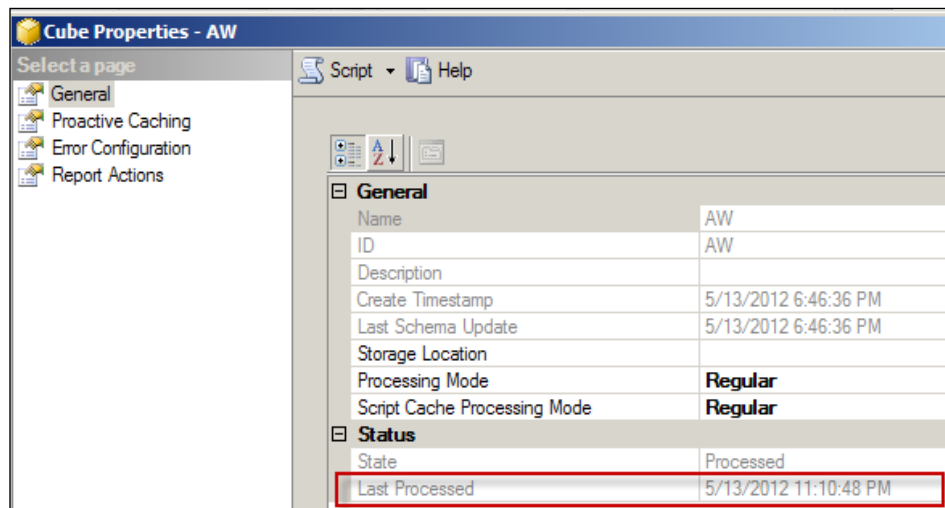 Cube Properties - AW
Select a page
General
Proactive Caching
Error Configuration
Report Actions
Script Help
A
Z
General
Name AW
ID AW
Description
Create Timestamp 5/13/2012 6:46:36 PM
Last Schema Update 5/13/2012 6:46:36 PM
Storage Location
Processing Mode Regular
Script Cache Processing Mode Regular
Status
State Processed
Last Processed 5/13/2012 11:10:48 PM